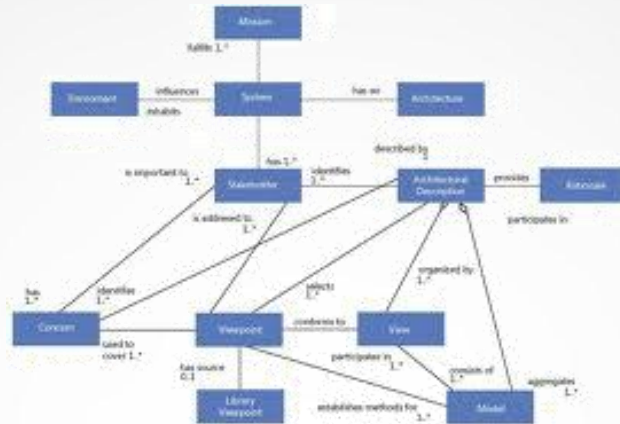 Mission
fulfills 1..*
Environment
influences
inhabits
System
has an
Architecture
has 1..*
described by
1
is important to
1..*
Stakeholder
identifies
1..*
Architectural
Description
provides
Rationale
is addressed to
1..*
participates in
organised by
1..*
has
1..*
identifies
1..*
selects
1..*
Concern
used to
cover 1..*
Viewpoint
conforms to
View
has source
0..1
participates in
1..*
consists of
1..*
aggregates
1..*
Library
Viewpoint
establishes methods for
1..*
Model